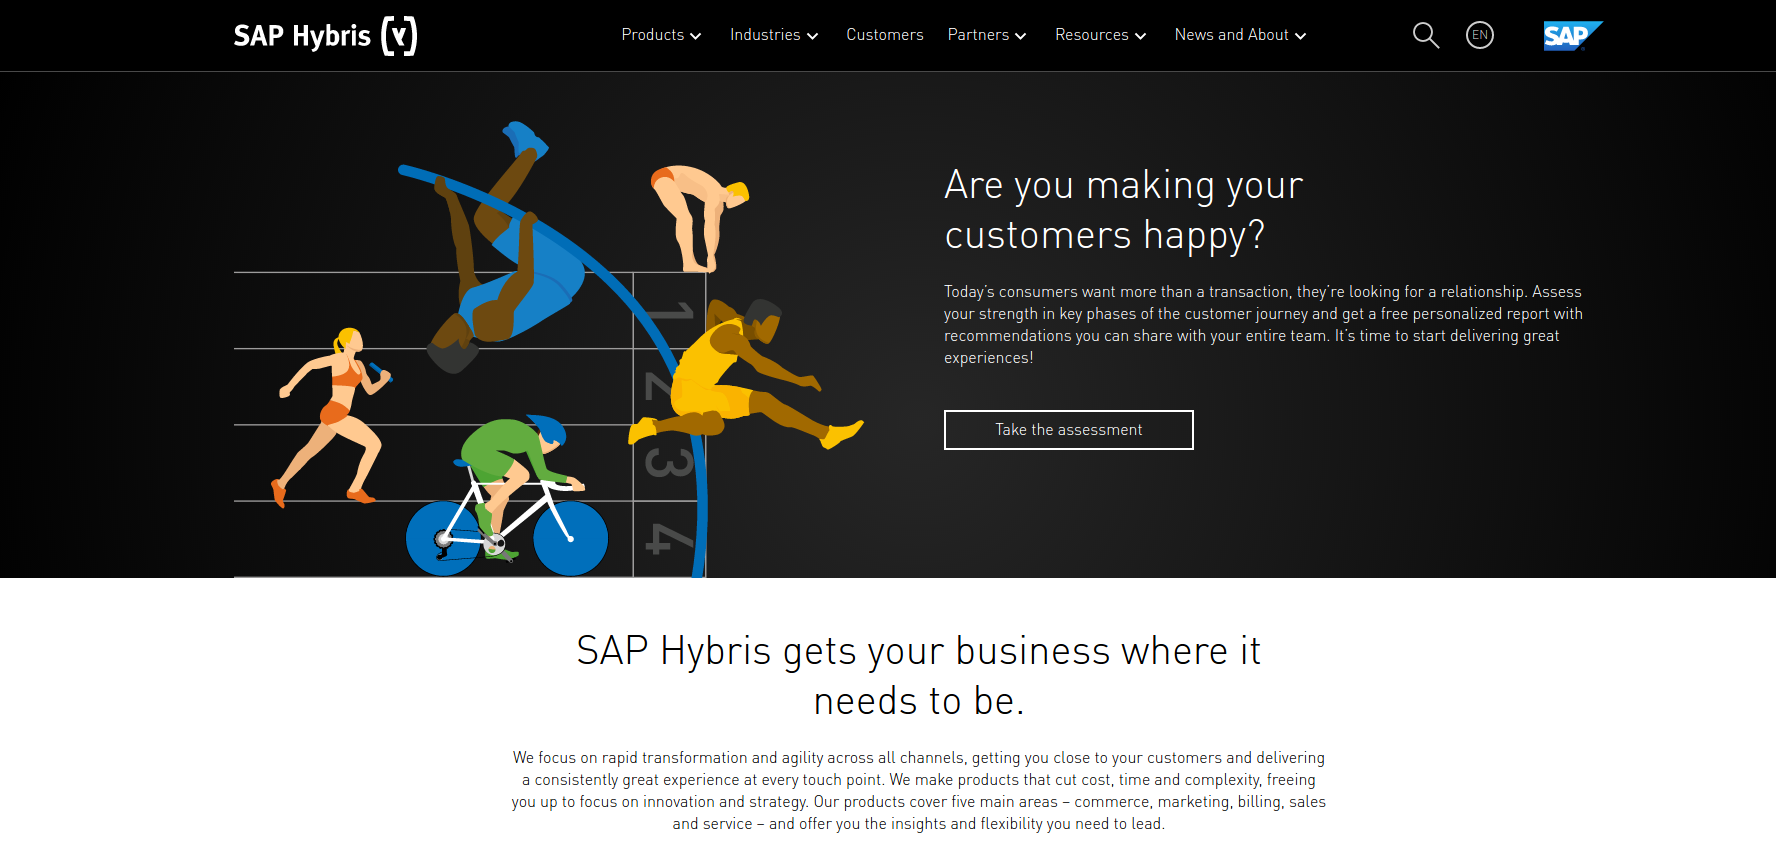 SAP Hybris (Y)
Products
Industries
Customers
Partners
Resources
News and About
EN
SAP
Are you making your
customers happy?
Today's consumers want more than a transaction, they're looking for a relationship. Assess
your strength in key phases of the customer journey and get a free personalized report with
recommendations you can share with your entire team. It's time to start delivering great
experiences!
Take the assessment
1
2
3
4
SAP Hybris gets your business where it
needs to be.
We focus on rapid transformation and agility across all channels, getting you close to your customers and delivering
a consistently great experience at every touch point. We make products that cut cost, time and complexity, freeing
you up to focus on innovation and strategy. Our products cover five main areas – commerce, marketing, billing, sales
and service – and offer you the insights and flexibility you need to lead.